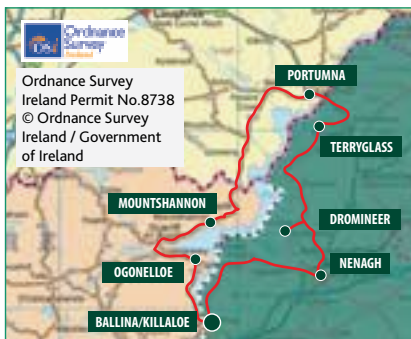 Ordnance
Survey
Ireland
Ordnance Survey
Ireland Permit No.8738
© Ordnance Survey
Ireland / Government
of Ireland
PORTUMNA
TERRYGLASS
MOUNTSHANNON
DROMINEER
OGONELLOE
NENAGH
BALLINA/KILLALOE